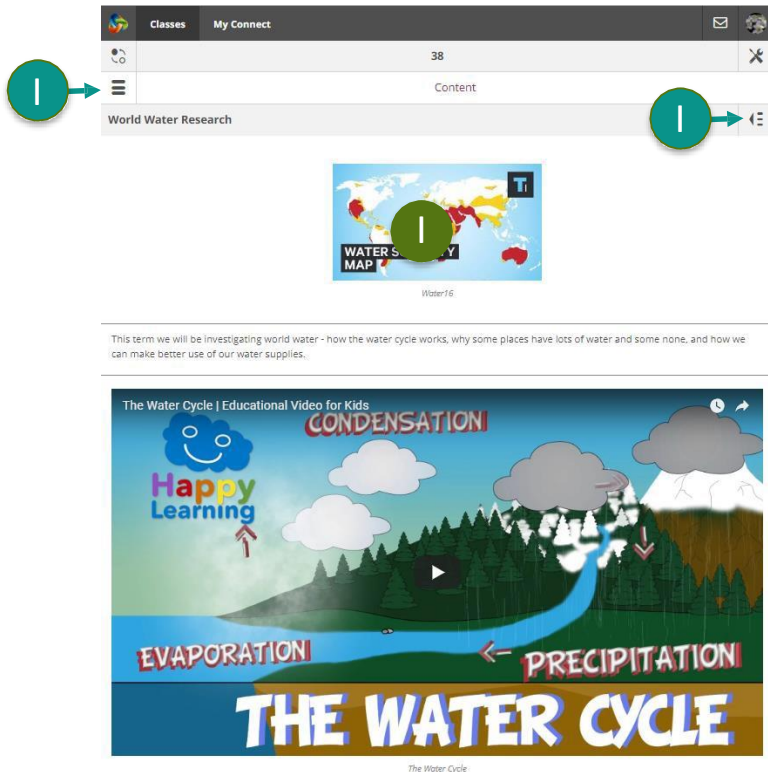 Classes My Connect
38
Content
World Water Research
I
I
I
T
WATER S Y
MAP
Water16
This term we will be investigating world water - how the water cycle works, why some places have lots of water and some none, and how we
can make better use of our water supplies.
The Water Cycle | Educational Video for Kids
CONDENSATION
Happy
Learning
EVAPORATION
PRECIPITATION
THE WATER CYCLE
The Water Cycle